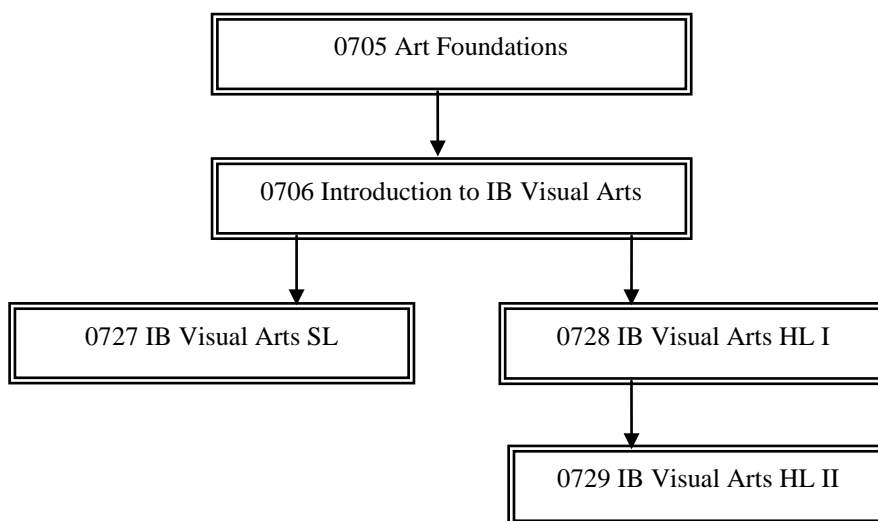 0705 Art Foundations
0706 Introduction to IB Visual Arts
0727 IB Visual Arts SL
0728 IB Visual Arts HL I
0729 IB Visual Arts HL II